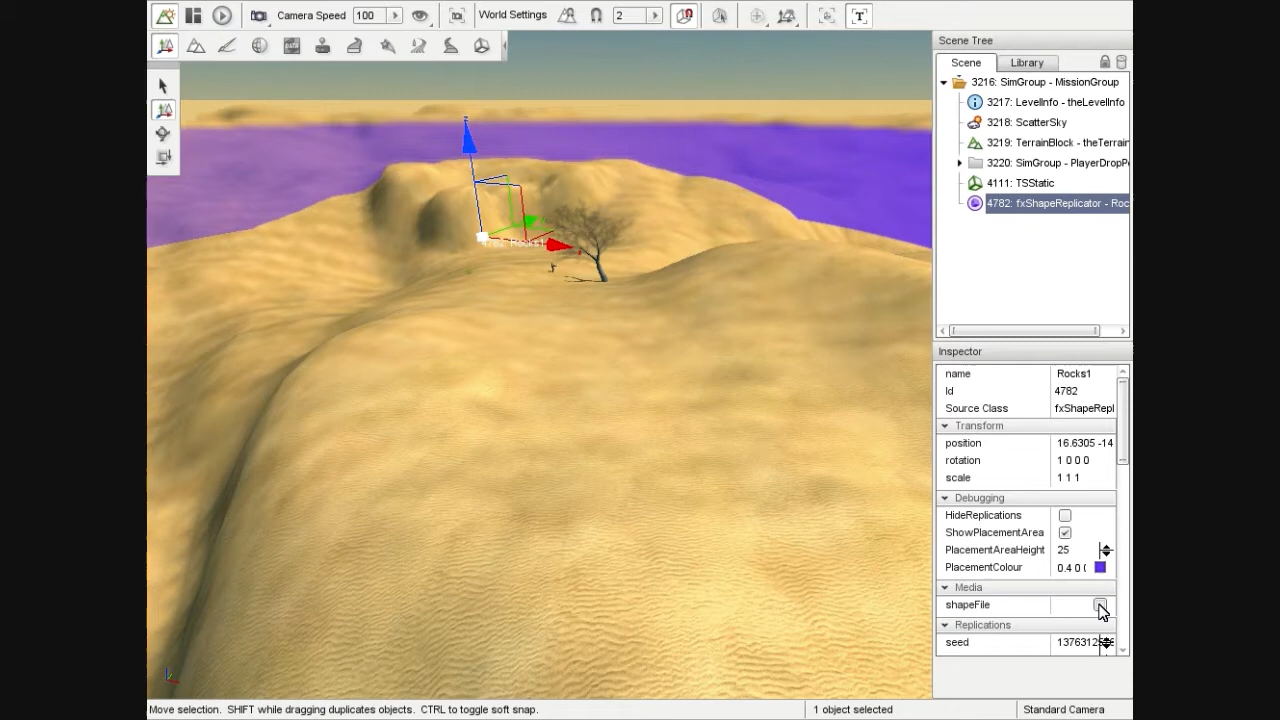 Camera Speed 100
World Settings
2
T
Scene Tree
Scene Library
3216: SimGroup - MissionGroup
3217: LevelInfo - theLevelInfo
3218: ScatterSky
3219: TerrainBlock - theTerrain
3220: SimGroup - PlayerDropP
4111: TSStatic
4782: fxShapeReplicator - Roc
4782: Rocks1
Inspector
name Rocks1
Id 4782
Source Class fxShapeRepl
Transform
position 16.6305 -14
rotation 1 0 0 0
scale 1 1 1
Debugging
HideReplications
ShowPlacementArea
PlacementAreaHeight 25
PlacementColour 0.4 0 (
Media
shapeFile
Replications
seed 1376312
Move selection. SHIFT while dragging duplicates objects. CTRL to toggle soft snap.
1 object selected
Standard Camera